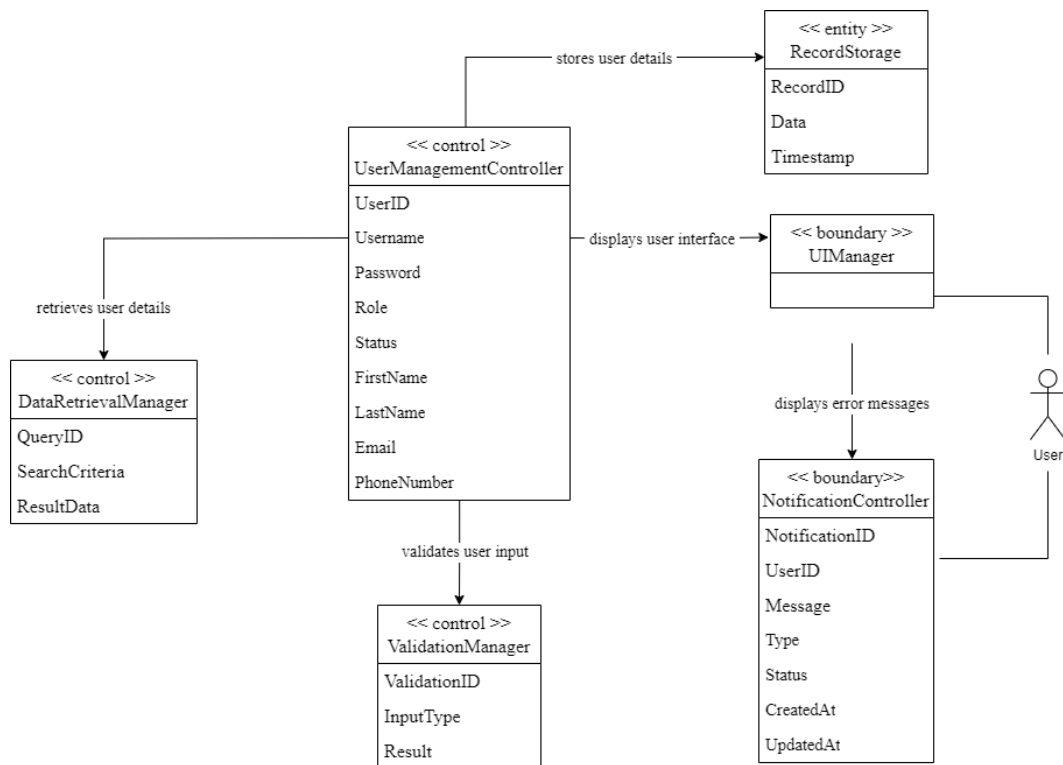 << entity >>
RecordStorage
RecordID
Data
Timestamp
stores user details
<< control >>
UserManagementController
UserID
Username
Password
Role
Status
FirstName
LastName
Email
PhoneNumber
displays user interface
<< boundary >>
UIManager
retrieves user details
<< control >>
DataRetrievalManager
QueryID
SearchCriteria
ResultData
displays error messages
User
<< boundary>>
NotificationController
NotificationID
UserID
Message
Type
Status
CreatedAt
UpdatedAt
validates user input
<< control >>
ValidationManager
ValidationID
InputType
Result